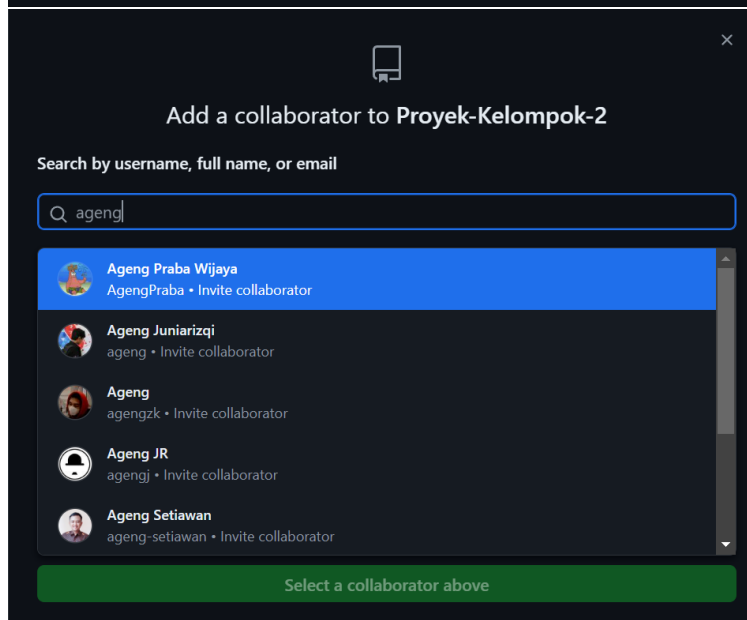 Add a collaborator to Proyek-Kelompok-2
Search by username, full name, or email
ageng
Ageng Praba Wijaya
AgengPraba • Invite collaborator
Ageng Juniarizqi
ageng • Invite collaborator
Ageng
agengzk • Invite collaborator
Ageng JR
agengj • Invite collaborator
Ageng Setiawan
ageng-setiawan • Invite collaborator
Select a collaborator above